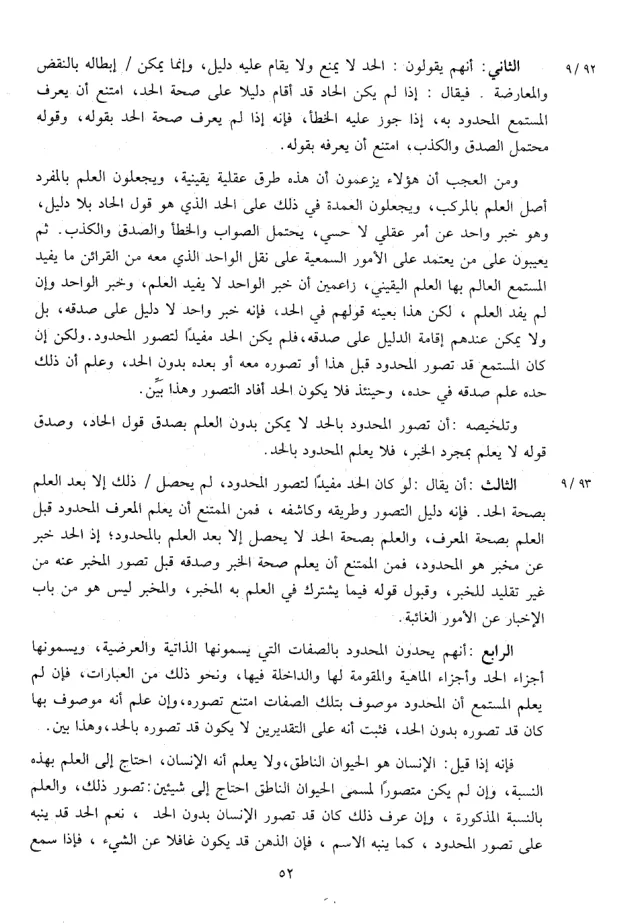 ٩/٩٢ الثاني: أنهم يقولون: الحد لا يمنع ولا يقام عليه دليل، وإنما يمكن / إبطاله بالنقض
والمعارضة. فيقال: إذا لم يكن الحاد قد أقام دليلا على صحة الحد، امتنع أن يعرف
المستمع المحدود به، إذا جوز عليه الخطأ، فإنه إذا لم يعرف صحة الحد بقوله، وقوله
محتمل الصدق والكذب، امتنع أن يعرفه بقوله.
ومن العجب أن هؤلاء يزعمون أن هذه طرق عقلية يقينية، ويجعلون العلم بالمفرد
أصل العلم بالمركب، ويجعلون العمدة في ذلك على الحد الذي هو قول الحاد بلا دليل،
وهو خبر واحد عن أمر عقلي لا حسي، يحتمل الصواب والخطأ والصدق والكذب. ثم
يعيبون على من يعتمد على الأمور السمعية على نقل الواحد الذي معه من القرائن ما يفيد
المستمع العالم بها العلم اليقيني، زاعمين أن خبر الواحد لا يفيد العلم، وخبر الواحد وإن
لم يفد العلم، لكن هذا بعينه قولهم في الحد، فإنه خبر واحد لا دليل على صدقه، بل
ولا يمكن عندهم إقامة الدليل على صدقه، فلم يكن الحد مفيدًا لتصور المحدود. ولكن إن
كان المستمع قد تصور المحدود قبل هذا أو تصوره معه أو بعده بدون الحد، وعلم أن ذلك
حده علم صدقه في حده، وحينئذ فلا يكون الحد أفاد التصور وهذا بَيِّن.
وتلخيصه: أن تصور المحدود بالحد لا يمكن بدون العلم بصدق قول الحاد، وصدق
قوله لا يعلم بمجرد الخبر، فلا يعلم المحدود بالحد.
٩/٩٣ الثالث: أن يقال: لو كان الحد مفيدًا لتصور المحدود، لم يحصل / ذلك إلا بعد العلم
بصحة الحد. فإنه دليل التصور وطريقه وكاشفه، فمن الممتنع أن يعلم المعرف المحدود قبل
العلم بصحة المعرف، والعلم بصحة الحد لا يحصل إلا بعد العلم بالمحدود؛ إذ الحد خبر
عن مخبر هو المحدود، فمن الممتنع أن يعلم صحة الخبر وصدقه قبل تصور المخبر عنه من
غير تقليد للخبر، وقبول قوله فيما يشترك في العلم به المخبر، والمخبر ليس هو من باب
الإخبار عن الأمور الغائبة.
الرابع: أنهم يحدون المحدود بالصفات التي يسمونها الذاتية والعرضية، ويسمونها
أجزاء الحد وأجزاء الماهية والمقومة لها والداخلة فيها، ونحو ذلك من العبارات، فإن لم
يعلم المستمع أن المحدود موصوف بتلك الصفات امتنع تصوره، وإن علم أنه موصوف بها
كان قد تصوره بدون الحد، فثبت أنه على التقديرين لا يكون قد تصوره بالحد، وهذا بين.
فإنه إذا قيل: الإنسان هو الحيوان الناطق، ولا يعلم أنه الإنسان، احتاج إلى العلم بهذه
النسبة، وإن لم يكن متصورًا لمسمى الحيوان الناطق احتاج إلى شيئين: تصور ذلك، والعلم
بالنسبة المذكورة، وإن عرف ذلك كان قد تصور الإنسان بدون الحد، نعم الحد قد ينبه
على تصور المحدود، كما ينبه الاسم، فإن الذهن قد يكون غافلا عن الشيء، فإذا سمع
٥٢